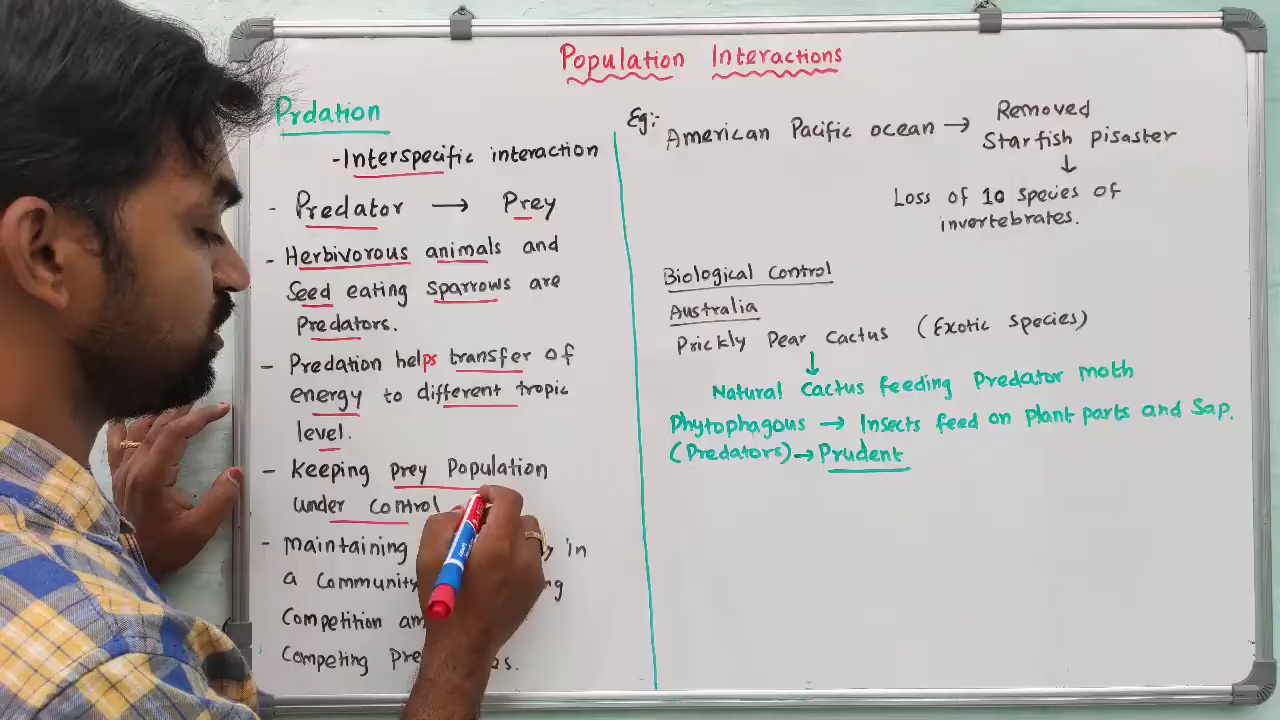 Population Interactions
Prdation
- Interspecific interaction
- Predator → Prey
- Herbivorous animals and
Seed eating sparrows are
Predators.
- Predation helps transfer of
energy to different tropic
level.
- Keeping prey Population
under control
- Maintaining in
a community
Competition
Competing
Eg:-
American Pacific ocean → Removed
Starfish pisaster
↓
Loss of 10 species of
invertebrates.
Biological Control
Australia
Prickly Pear Cactus (Exotic species)
↓
Natural Cactus feeding Predator moth
Phytophagous → Insects feed on plant parts and Sap.
(Predators) → Prudent